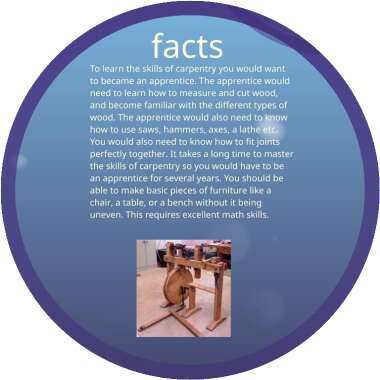 facts
To learn the skills of carpentry you would want
to became an apprentice. The apprentice would
need to learn how to measure and cut wood,
and become familiar with the different types of
wood. The apprentice would also need to know
how to use saws, hammers, axes, a lathe etc.
You would also need to know how to fit joints
perfectly together. It takes a long time to master
the skills of carpentry so you would have to be
an apprentice for several years. You should be
able to make basic pieces of furniture like a
chair, a table, or a bench without it being
uneven. This requires excellent math skills.